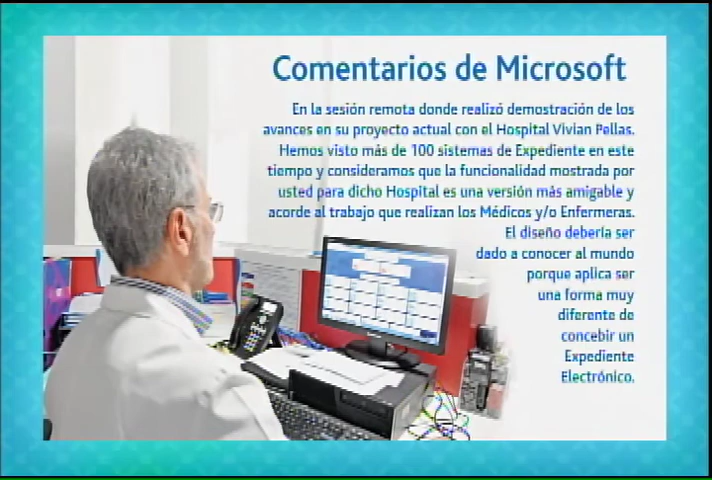 Comentarios de Microsoft
En la sesión remota donde realizó demostración de los
avances en su proyecto actual con el Hospital Vivian Pellas.
Hemos visto más de 100 sistemas de Expediente en este
tiempo y consideramos que la funcionalidad mostrada por
usted para dicho Hospital es una versión más amigable y
acorde al trabajo que realizan los Médicos y/o Enfermeras.
El diseño debería ser
dado a conocer al mundo
porque aplica ser
una forma muy
diferente de
concebir un
Expediente
Electrónico.